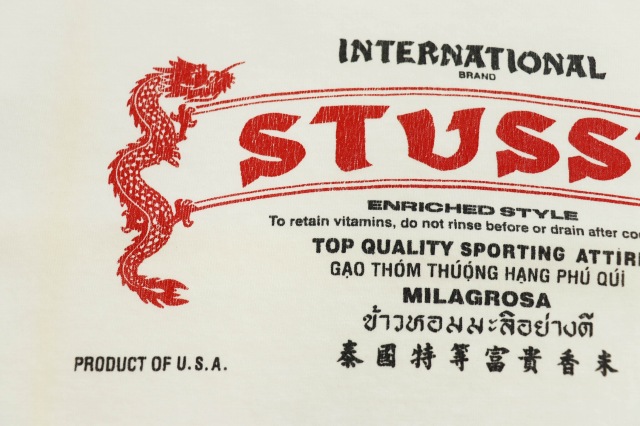 INTERNATIONAL
BRAND
STUSS
ENRICHED STYLE
To retain vitamins, do not rinse before or drain after
TOP QUALITY SPORTING ATTIRE
GẠO THÓM THÚỌNG HẠNG PHÚ QÚI
MILAGROSA
ข้าวหอมมะลิอย่างดี
泰國特等富貴香米
PRODUCT OF U.S.A.